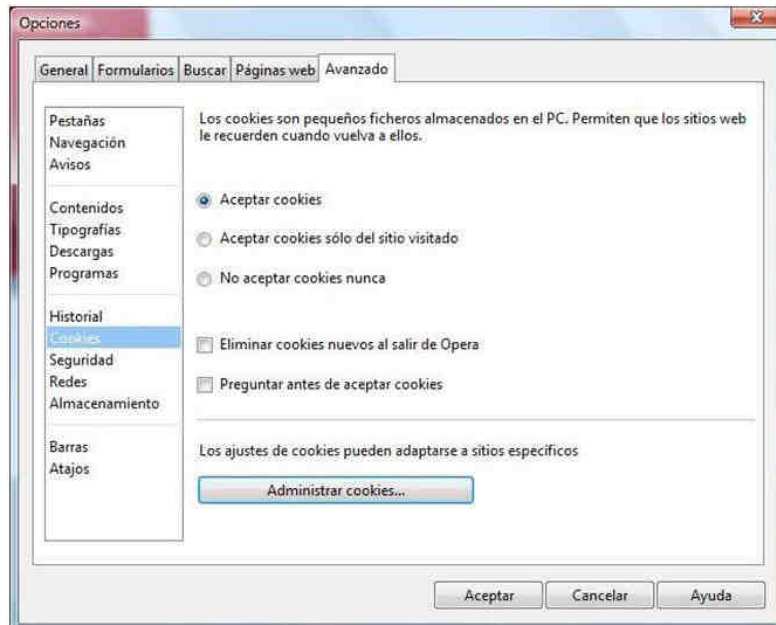 Opciones
General Formularios Buscar Páginas web Avanzado
Pestañas
Navegación
Avisos
Contenidos
Tipografías
Descargas
Programas
Historial
Cookies
Seguridad
Redes
Almacenamiento
Barras
Atajos
Los cookies son pequeños ficheros almacenados en el PC. Permiten que los sitios web
le recuerden cuando vuelva a ellos.
Aceptar cookies
Aceptar cookies sólo del sitio visitado
No aceptar cookies nunca
Eliminar cookies nuevos al salir de Opera
Preguntar antes de aceptar cookies
Los ajustes de cookies pueden adaptarse a sitios específicos
Administrar cookies...
Aceptar Cancelar Ayuda